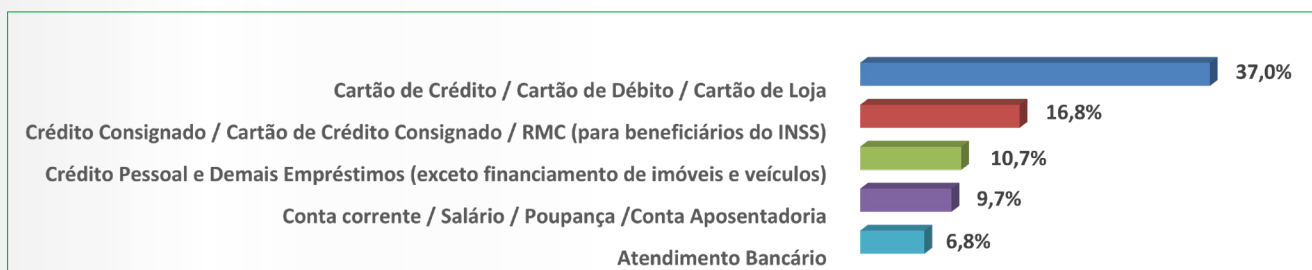 Cartão de Crédito / Cartão de Débito / Cartão de Loja
37,0%
Crédito Consignado / Cartão de Crédito Consignado / RMC (para beneficiários do INSS)
16,8%
Crédito Pessoal e Demais Empréstimos (exceto financiamento de imóveis e veículos)
10,7%
Conta corrente / Salário / Poupança /Conta Aposentadoria
9,7%
Atendimento Bancário
6,8%